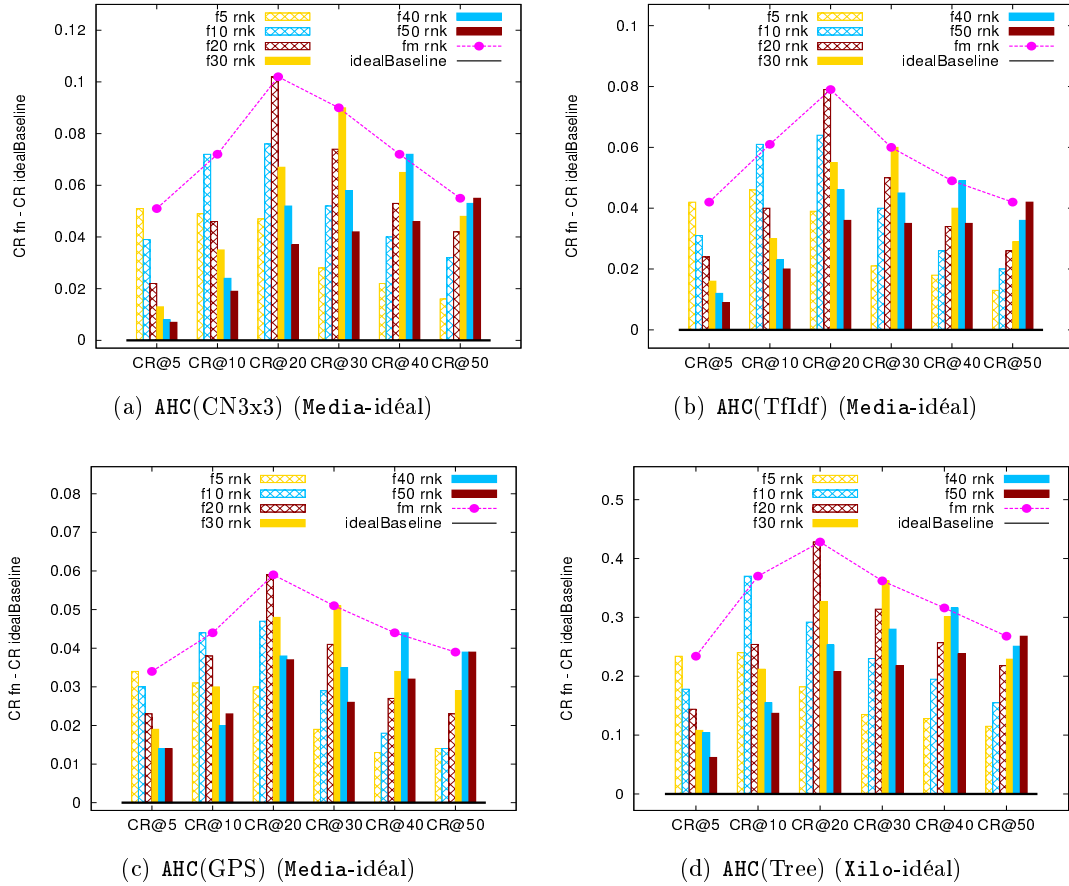 0.12
0.1
0.08
0.06
0.04
0.02
0
CR fn - CR idealBaseline
f5 rnk
f10 rnk
f20 rnk
f30 rnk
f40 rnk
f50 rnk
fm rnk
idealBaseline
CR@5 CR@10 CR@20 CR@30 CR@40 CR@50
(a) AHC(CN3x3) (Media-idéal)
0.1
0.08
0.06
0.04
0.02
0
CR fn - CR idealBaseline
f5 rnk
f10 rnk
f20 rnk
f30 rnk
f40 rnk
f50 rnk
fm rnk
idealBaseline
CR@5 CR@10 CR@20 CR@30 CR@40 CR@50
(b) AHC(TfIdf) (Media-idéal)
0.08
0.07
0.06
0.05
0.04
0.03
0.02
0.01
0
CR fn - CR idealBaseline
f5 rnk
f10 rnk
f20 rnk
f30 rnk
f40 rnk
f50 rnk
fm rnk
idealBaseline
CR@5 CR@10 CR@20 CR@30 CR@40 CR@50
(c) AHC(GPS) (Media-idéal)
0.5
0.4
0.3
0.2
0.1
0
CR fn - CR idealBaseline
f5 rnk
f10 rnk
f20 rnk
f30 rnk
f40 rnk
f50 rnk
fm rnk
idealBaseline
CR@5 CR@10 CR@20 CR@30 CR@40 CR@50
(d) AHC(Tree) (Xilo-idéal)